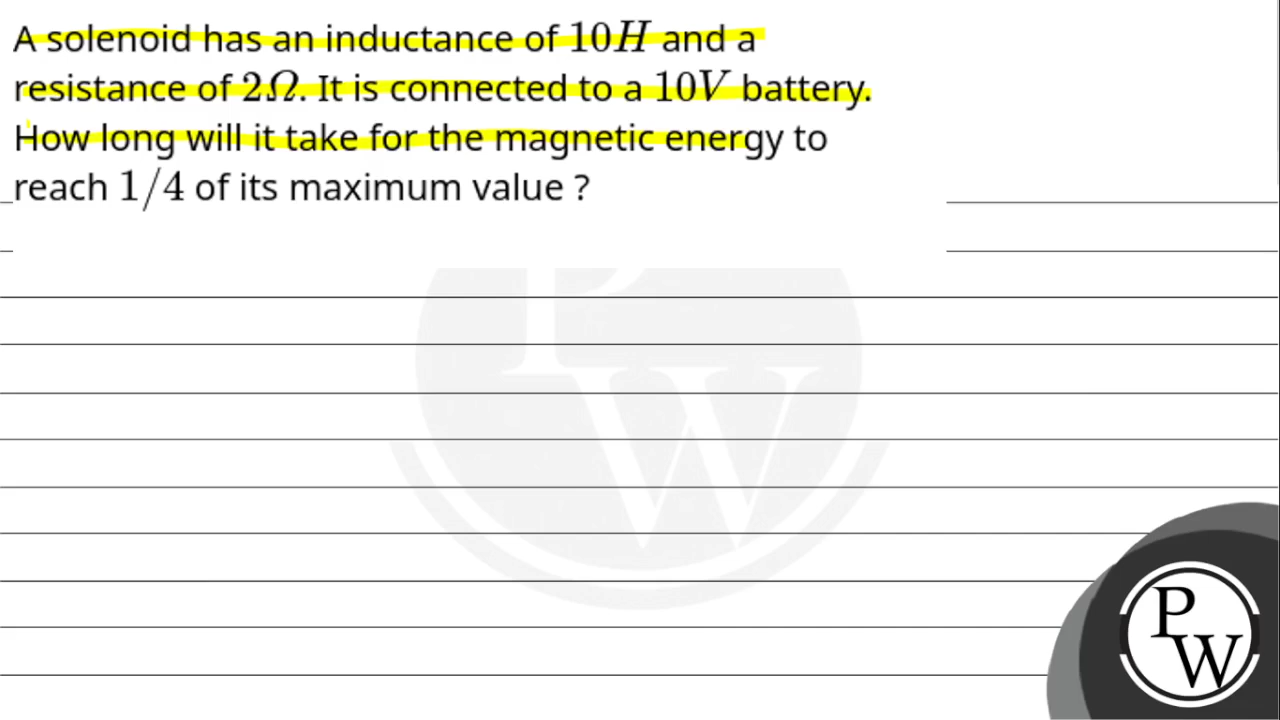 A solenoid has an inductance of 10H and a
resistance of 2Ω. It is connected to a 10V battery.
How long will it take for the magnetic energy to
reach 1/4 of its maximum value ?
PW
PW